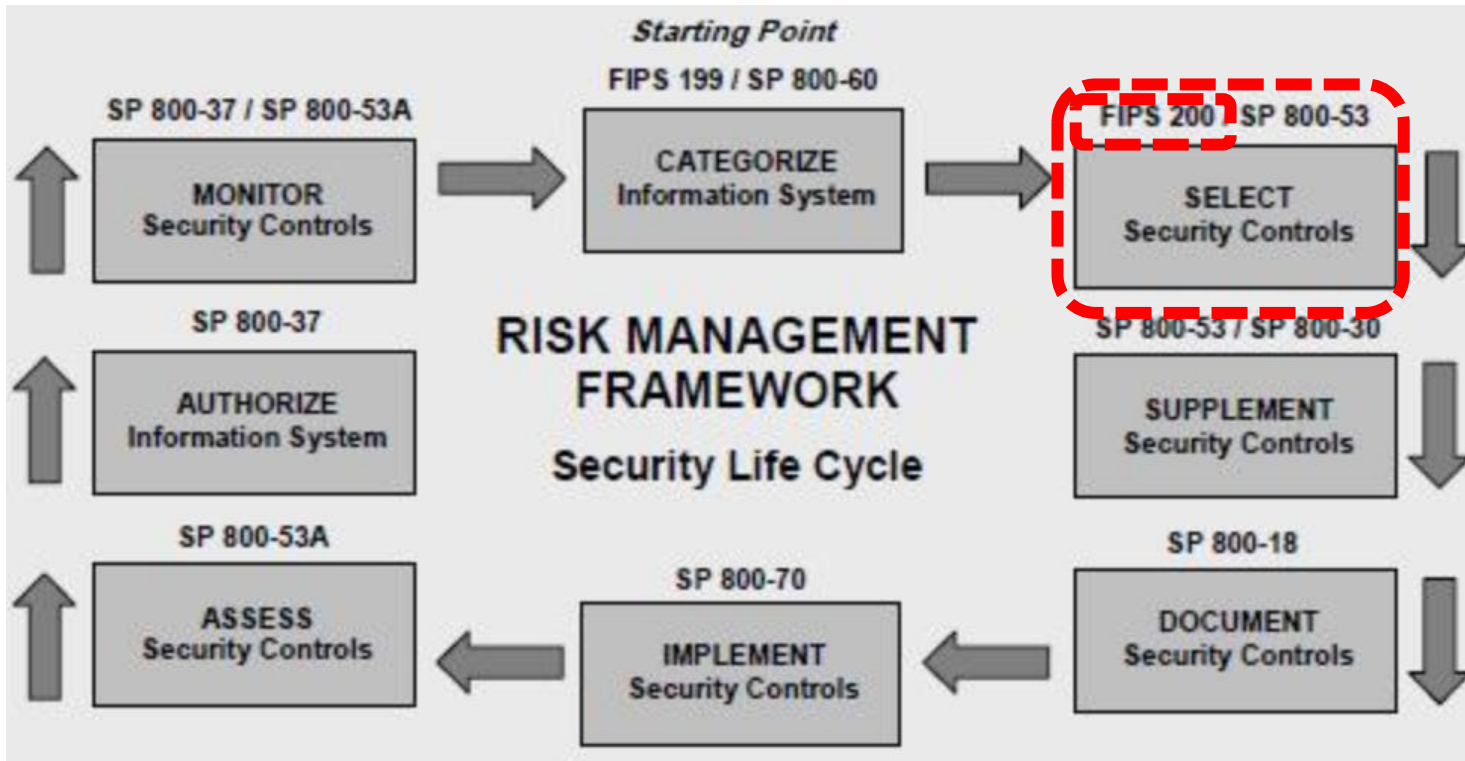 Starting Point
FIPS 199 / SP 800-60
CATEGORIZE
Information System
FIPS 200 / SP 800-53
SELECT
Security Controls
SP 800-53 / SP 800-30
SUPPLEMENT
Security Controls
SP 800-18
DOCUMENT
Security Controls
SP 800-70
IMPLEMENT
Security Controls
SP 800-53A
ASSESS
Security Controls
SP 800-37
AUTHORIZE
Information System
SP 800-37 / SP 800-53A
MONITOR
Security Controls
RISK MANAGEMENT
FRAMEWORK
Security Life Cycle